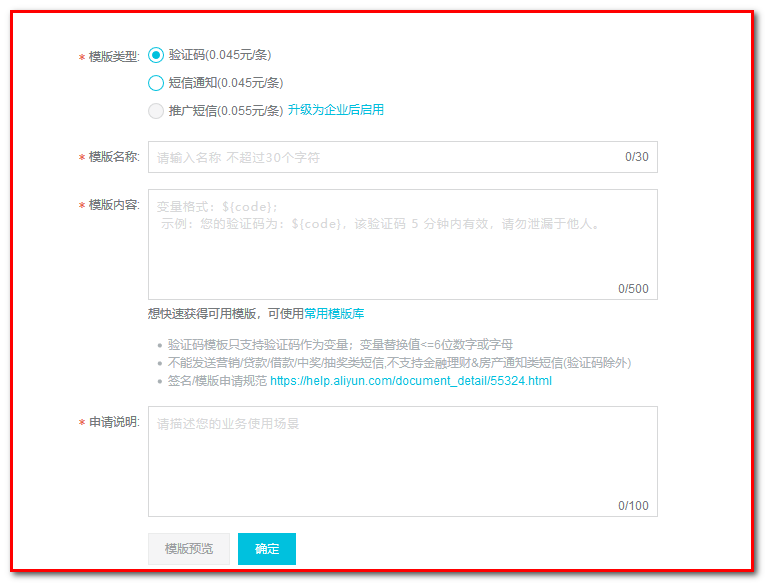 * 模版类型: 验证码(0.045元/条)
短信通知(0.045元/条)
推广短信(0.055元/条) 升级为企业后启用
* 模版名称: 请输入名称 不超过30个字符 0/30
* 模版内容: 变量格式：${code};
示例：您的验证码为：${code}，该验证码 5 分钟内有效，请勿泄漏于他人。
0/500
想快速获得可用模版，可使用常用模版库
• 验证码模板只支持验证码作为变量；变量替换值<=6位数字或字母
• 不能发送营销/贷款/借款/中奖/抽奖类短信,不支持金融理财&房产通知类短信(验证码除外)
• 签名/模版申请规范 https://help.aliyun.com/document_detail/55324.html
* 申请说明: 请描述您的业务使用场景
0/100
模版预览 确定